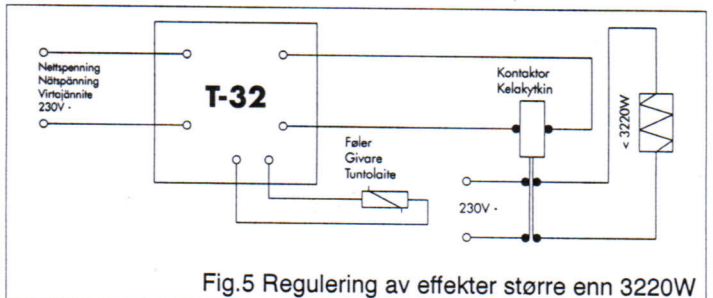 Nettspenning
Nätspänning
Virtajännite
230V -
T-32
Føler
Givare
Tuntolaite
Kontaktor
Kelakytkin
230V -
< 3220W
Fig.5 Regulering av effekter større enn 3220W